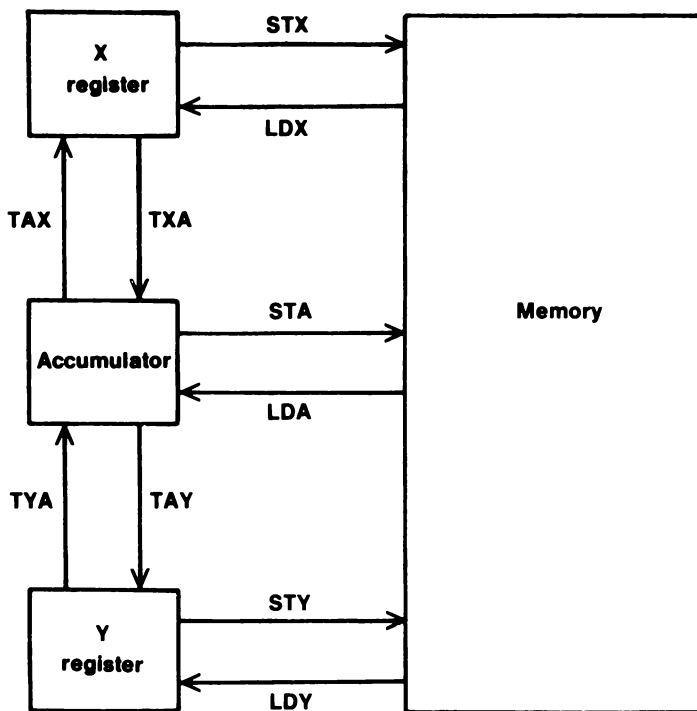 STX
X
register
LDX
TAX
TXA
STA
Accumulator
Memory
LDA
TYA
TAY
STY
Y
register
LDY